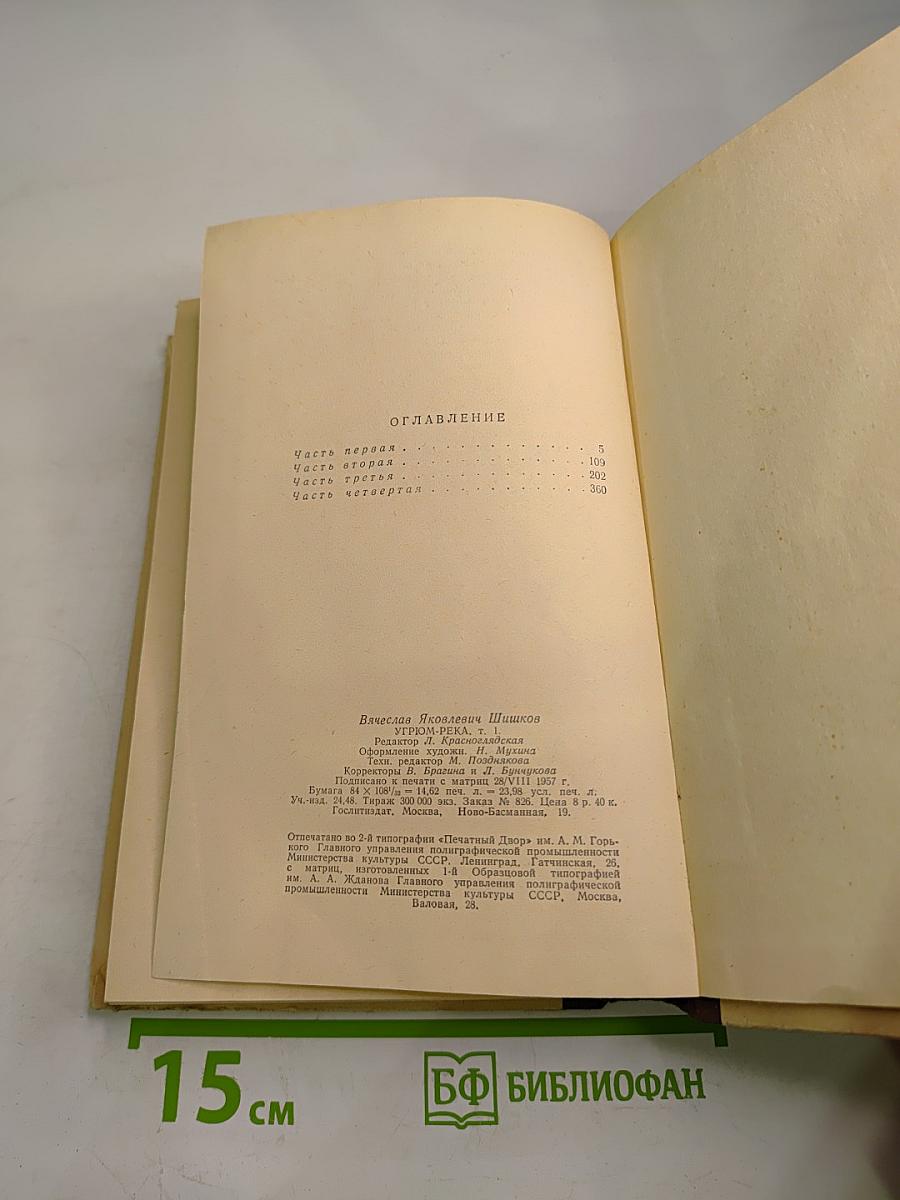 ОГЛАВЛЕНИЕ
Часть первая . . . . . . . . . . . . . 5
Часть вторая . . . . . . . . . . . . . 109
Часть третья . . . . . . . . . . . . . 202
Часть четвертая . . . . . . . . . . . 360
Вячеслав Яковлевич Шишков
УГРЮМ-РЕКА, т. 1.
Редактор Л. Красноглядская
Оформление художн. Н. Мухина
Техн. редактор М. Позднякова
Корректоры В. Брагина и Л. Бунчукова
Подписано к печати с матриц 28/VIII 1957 г.
Бумага 84 × 108¹/₃₂ = 14,62 печ. л. = 23,98 усл. печ. л.
Уч.-изд. 24,48. Тираж 300 000 экз. Заказ № 826. Цена 8 р. 40 к.
Гослитиздат, Москва, Ново-Басманная, 19.
Отпечатано во 2-й типографии «Печатный Двор» им. А. М. Горь-
кого Главного управления полиграфической промышленности
Министерства культуры СССР. Ленинград, Гатчинская, 26,
с матриц, изготовленных 1-й Образцовой типографией
им. А. А. Жданова Главного управления полиграфической
промышленности Министерства культуры СССР, Москва,
Валовая, 28.
15 см
БФ БИБЛИОФАН